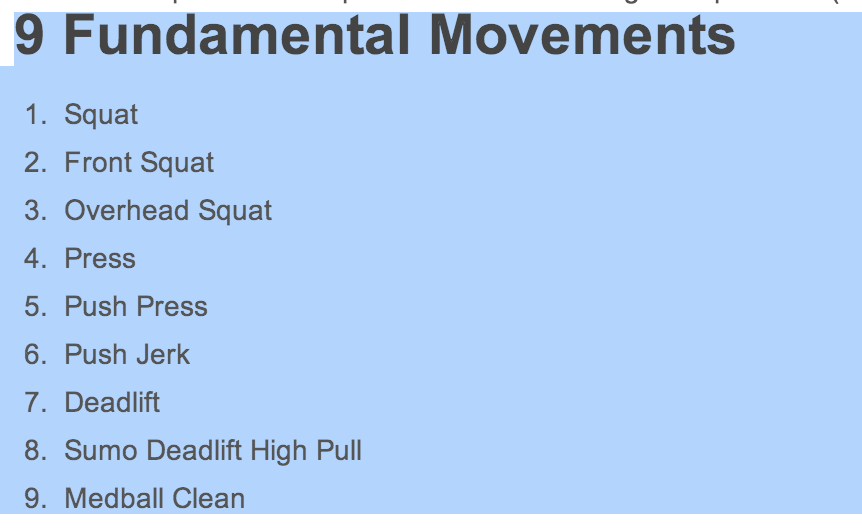 9 Fundamental Movements
1. Squat
2. Front Squat
3. Overhead Squat
4. Press
5. Push Press
6. Push Jerk
7. Deadlift
8. Sumo Deadlift High Pull
9. Medball Clean